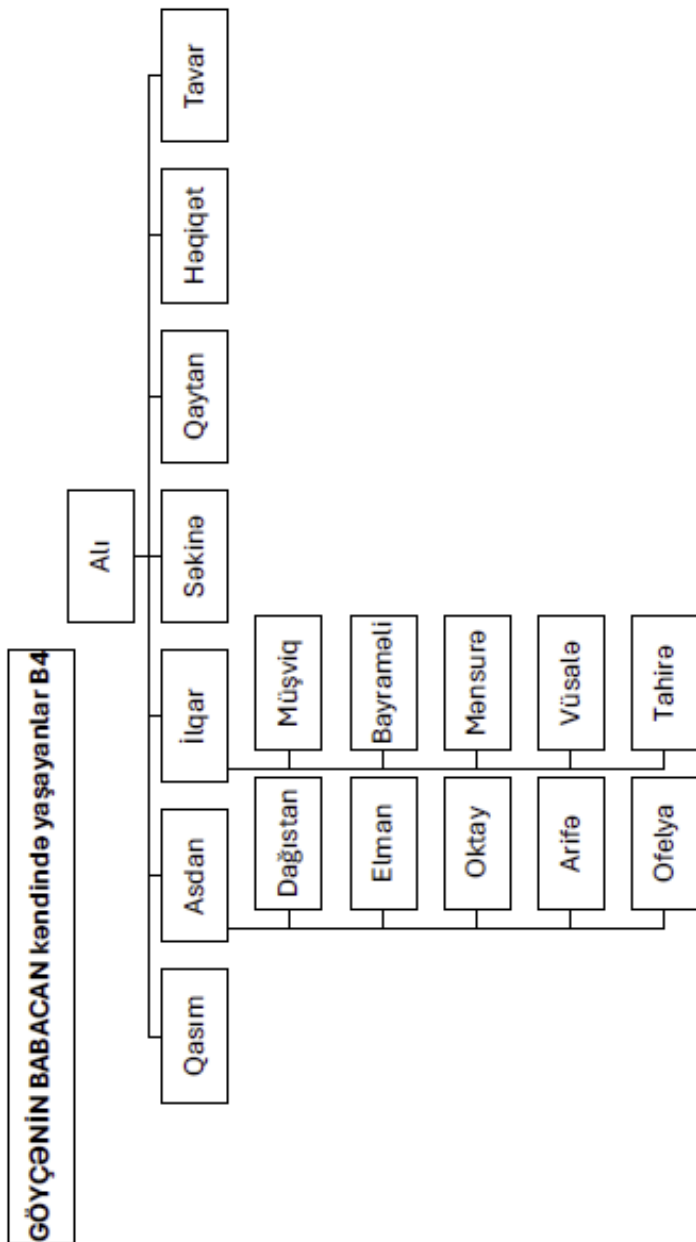 GÖYÇƏNİN BABACAN kəndində yaşayanlar B4
Alı
Qasım
Asdan
İlqar
Səkinə
Qaytan
Həqiqət
Tavar
Dağıstan
Elman
Oktay
Arifə
Ofelya
Müşviq
Bayraməli
Mənsurə
Vüsalə
Tahirə